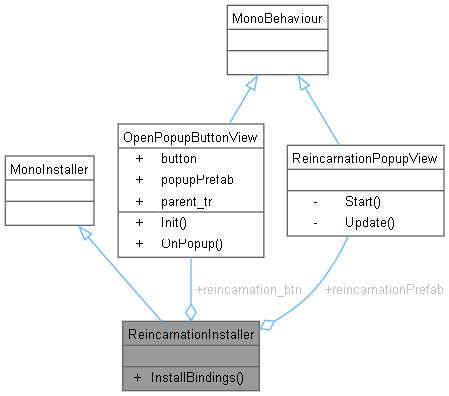 MonoBehaviour
OpenPopupButtonView
+ button
+ popupPrefab
+ parent_tr
+ Init()
+ OnPopup()
ReincarnationPopupView
- Start()
- Update()
MonoInstaller
+reincarnation_btn
+reincarnationPrefab
ReincarnationInstaller
+ InstallBindings()